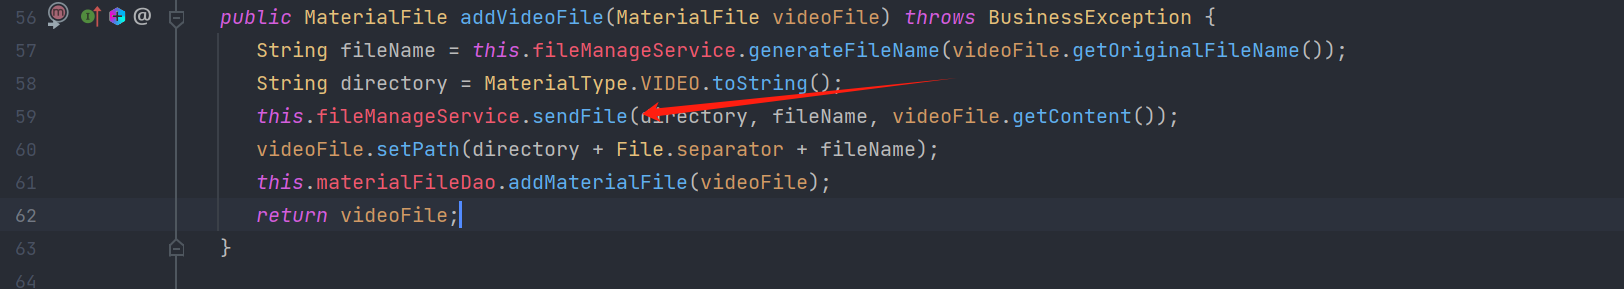 56 public MaterialFile addVideoFile(MaterialFile videoFile) throws BusinessException {
57 String fileName = this.fileManageService.generateFileName(videoFile.getOriginalFileName());
58 String directory = MaterialType.VIDEO.toString();
59 this.fileManageService.sendFile(directory, fileName, videoFile.getContent());
60 videoFile.setPath(directory + File.separator + fileName);
61 this.materialFileDao.addMaterialFile(videoFile);
62 return videoFile;
63 }
64